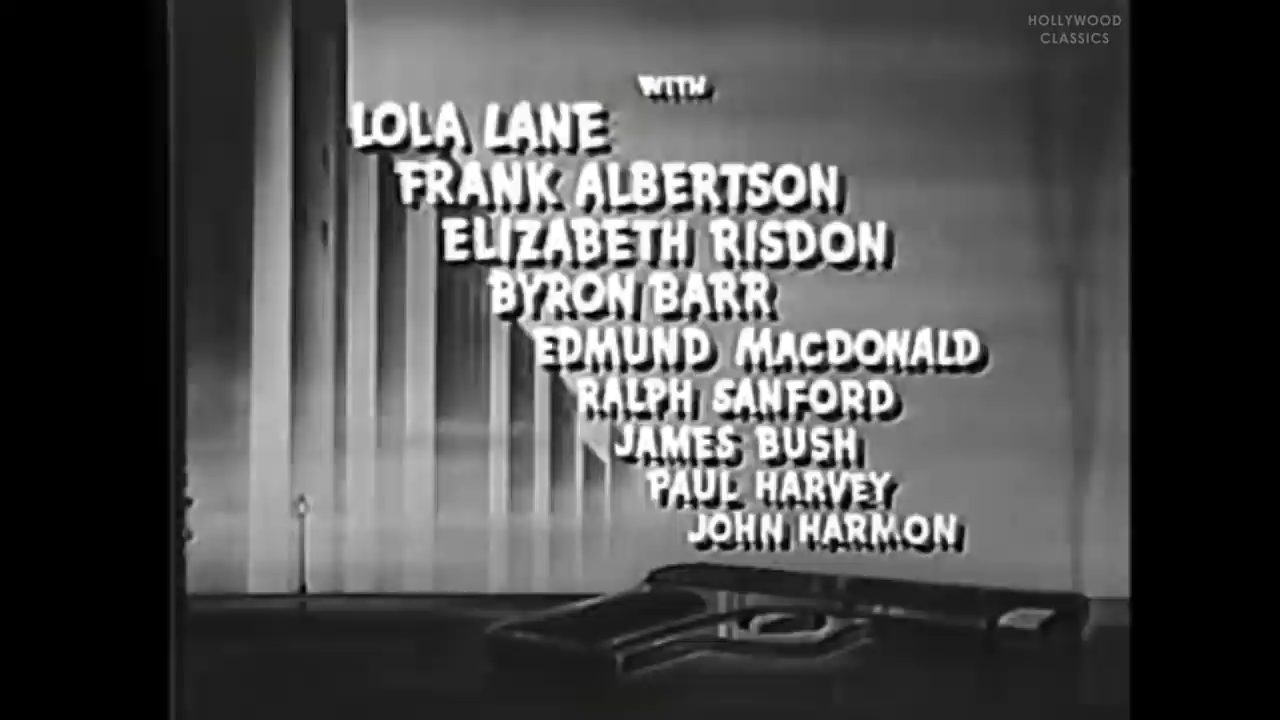 HOLLYWOOD
CLASSICS
WITH
LOLA LANE
FRANK ALBERTSON
ELIZABETH RISDON
BYRON BARR
EDMUND MACDONALD
RALPH SANFORD
JAMES BUSH
PAUL HARVEY
JOHN HARMON